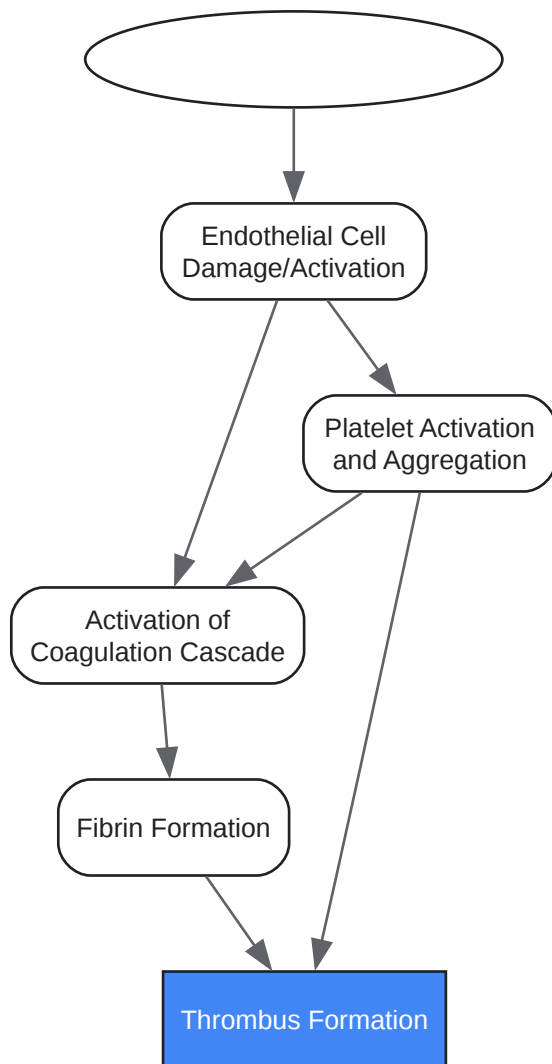 Endothelial Cell
Damage/Activation
Platelet Activation
and Aggregation
Activation of
Coagulation Cascade
Fibrin Formation
Thrombus Formation